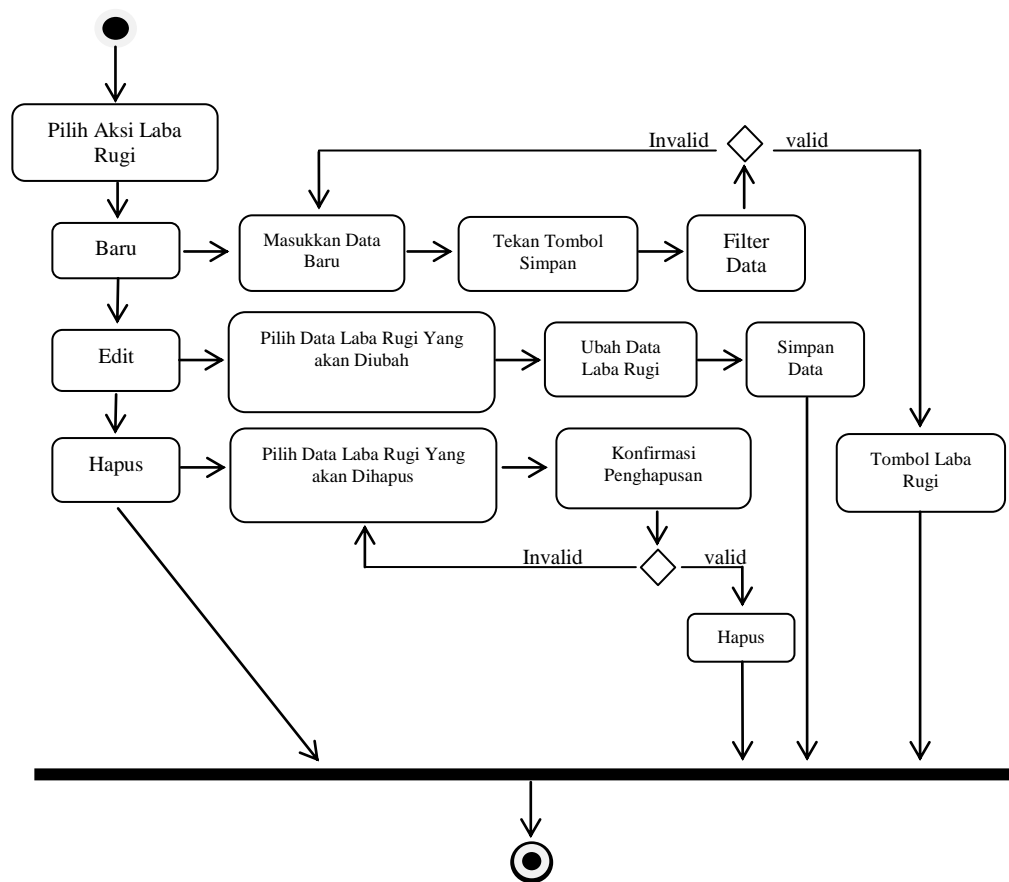 Pilih Aksi Laba
Rugi
Invalid
valid
Baru
Masukkan Data
Baru
Tekan Tombol
Simpan
Filter
Data
Edit
Pilih Data Laba Rugi Yang
akan Diubah
Ubah Data
Laba Rugi
Simpan
Data
Hapus
Pilih Data Laba Rugi Yang
akan Dihapus
Konfirmasi
Penghapusan
Tombol Laba
Rugi
Invalid
valid
Hapus